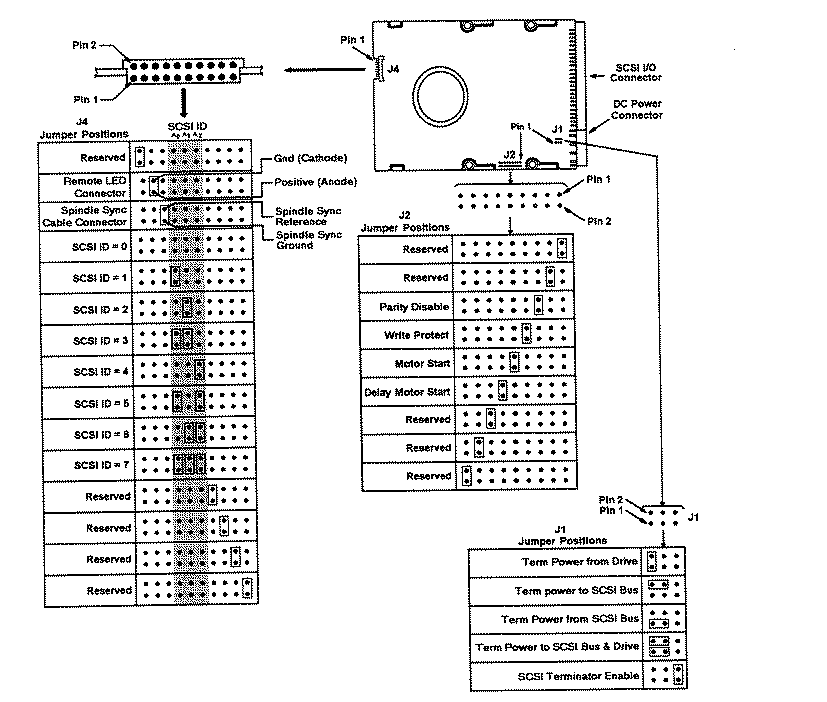 Pin 2
Pin 1
J4
SCSI I/O
Connector
DC Power
Connector
Pin 1
J1
Pin 1
J2
J4
Jumper Positions
SCSI ID
A0 A1 A2
Reserved
Gnd (Cathode)
Remote LED
Connector
Positive (Anode)
Spindle Sync
Cable Connector
Spindle Sync
Reference
Spindle Sync
Ground
SCSI ID = 0
SCSI ID = 1
SCSI ID = 2
SCSI ID = 3
SCSI ID = 4
SCSI ID = 5
SCSI ID = 6
SCSI ID = 7
Reserved
Reserved
Reserved
Reserved
Pin 1
Pin 2
J2
Jumper Positions
Reserved
Reserved
Parity Disable
Write Protect
Motor Start
Delay Motor Start
Reserved
Reserved
Reserved
Pin 2
Pin 1
J1
J1
Jumper Positions
Term Power from Drive
Term power to SCSI Bus
Term Power from SCSI Bus
Term Power to SCSI Bus & Drive
SCSI Terminator Enable